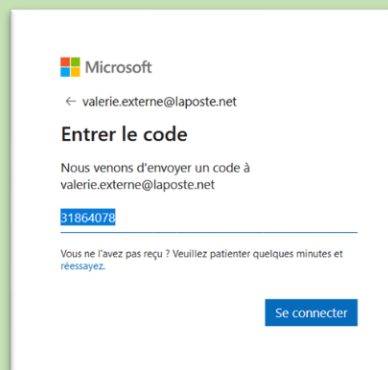 Microsoft
← valerie.externe@laposte.net
Entrer le code
Nous venons d'envoyer un code à
valerie.externe@laposte.net
31864078
Vous ne l'avez pas reçu ? Veuillez patienter quelques minutes et
réessayez.
Se connecter